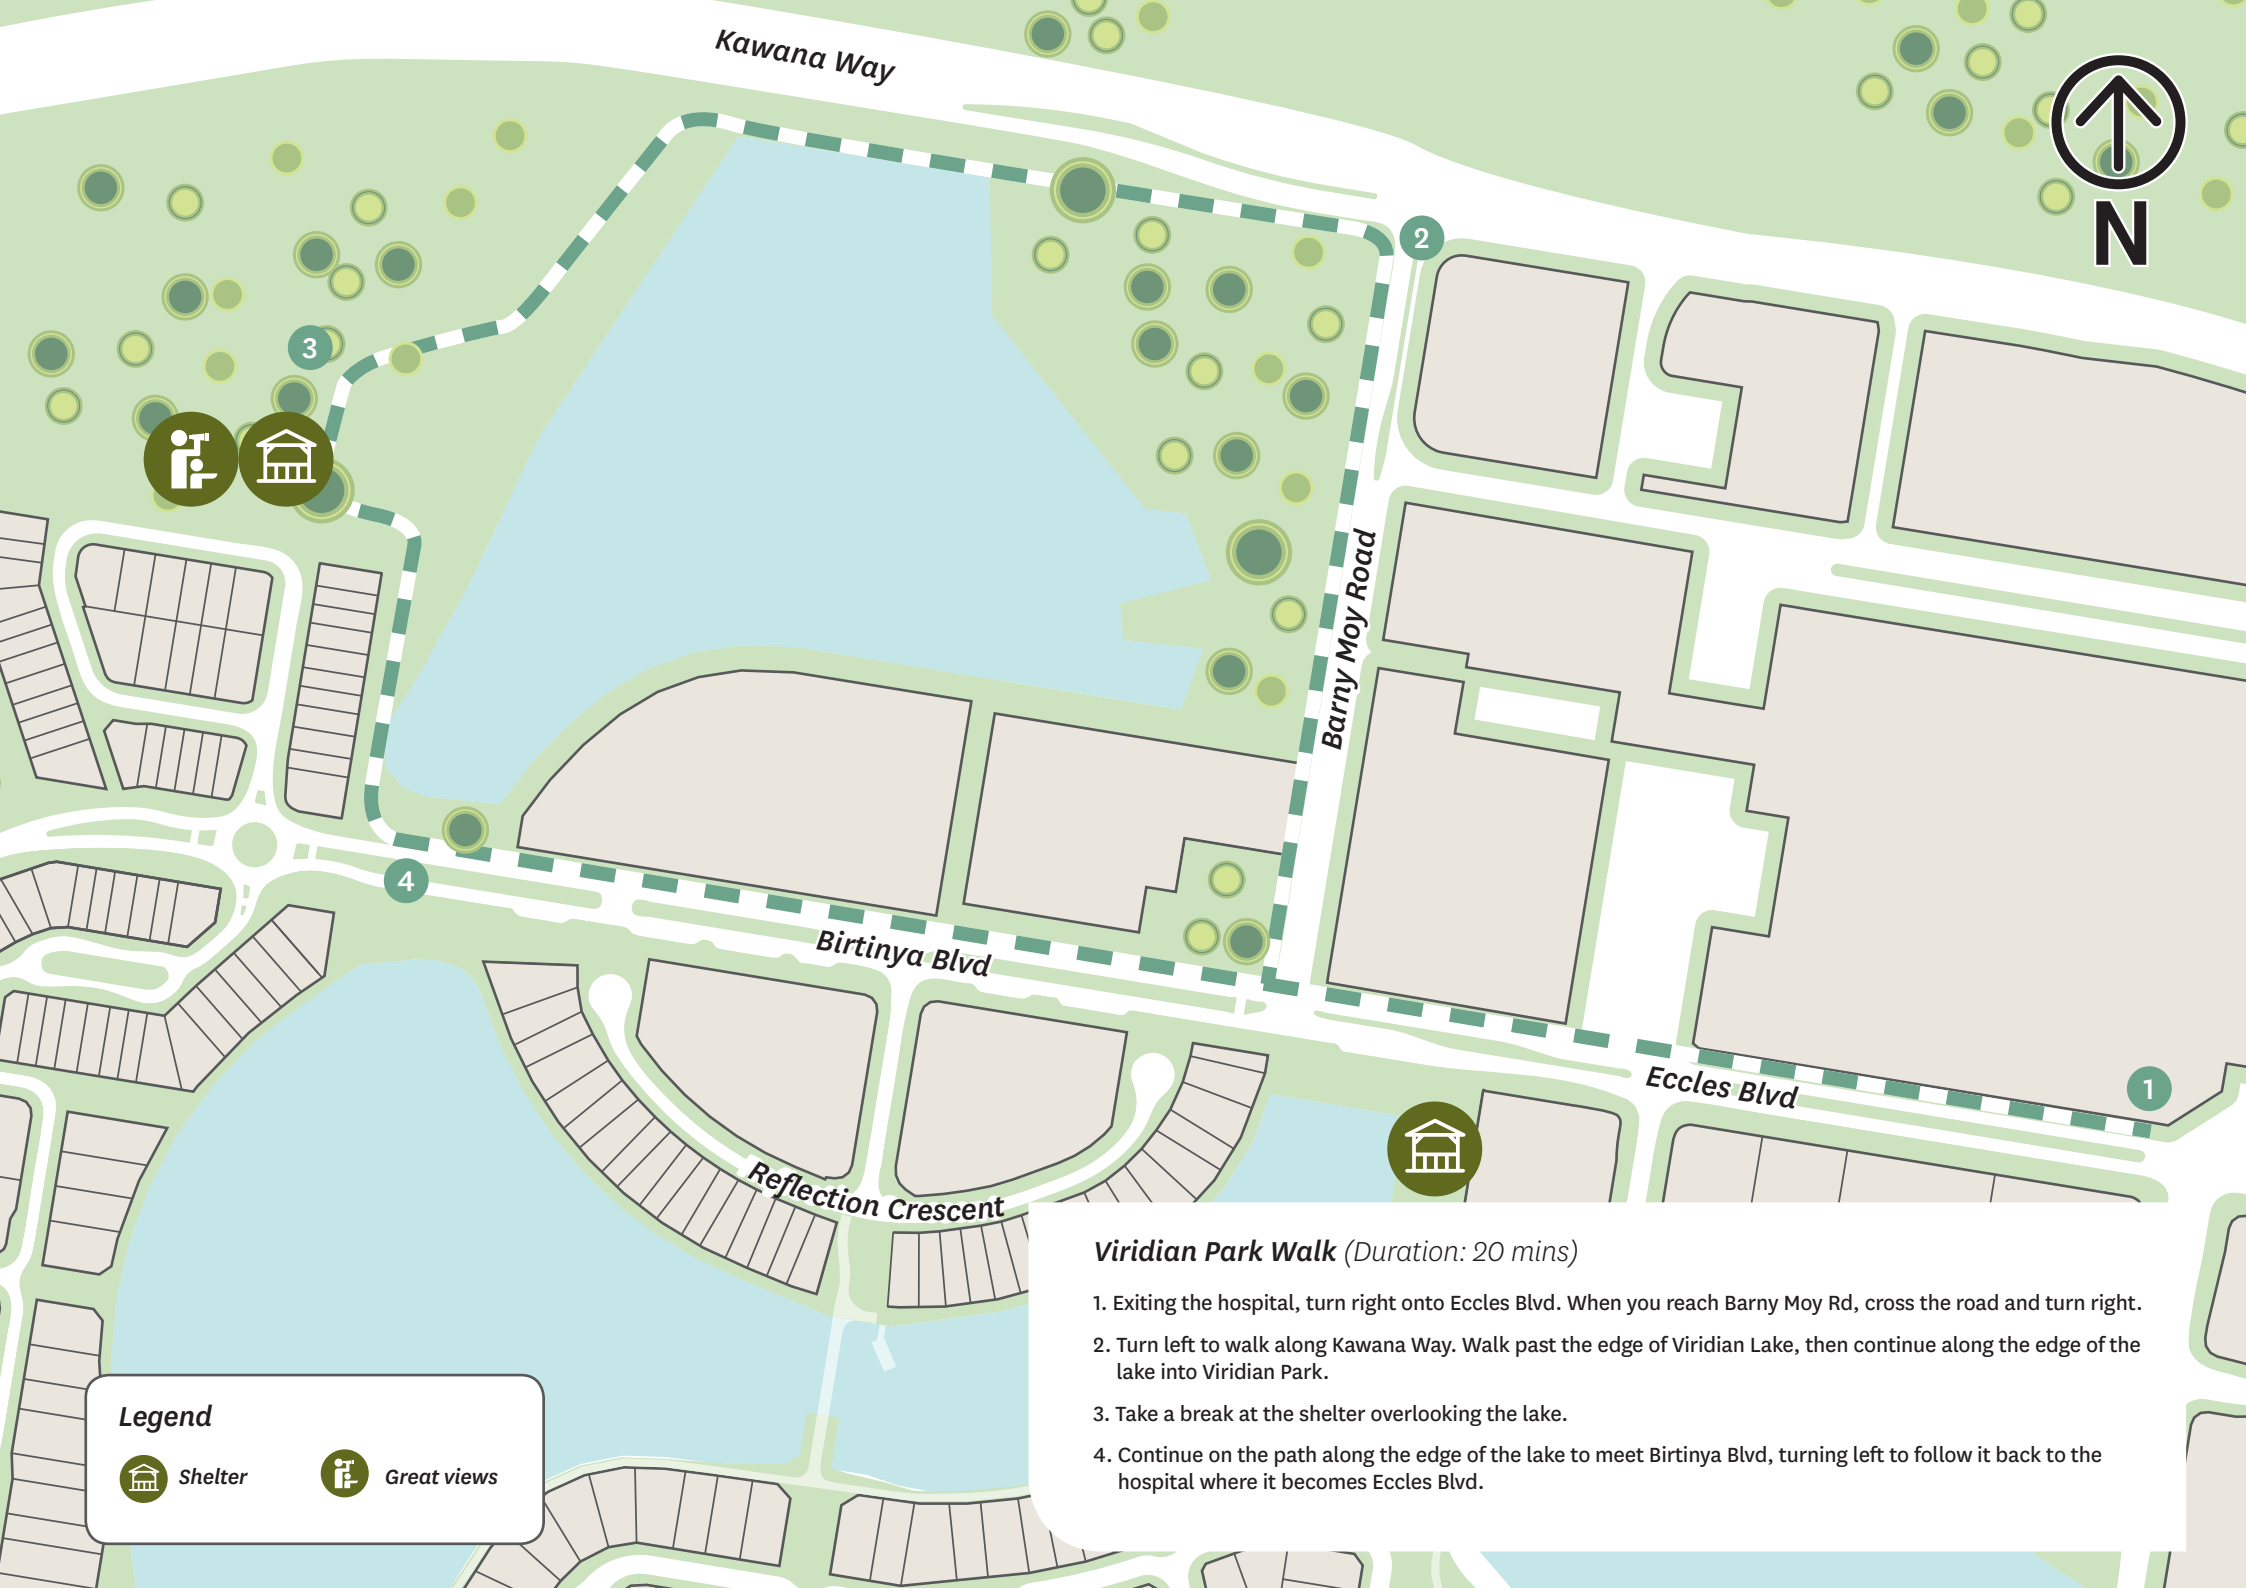 Kawana Way
N
2
3
Barny Moy Road
4
Birtinya Blvd
Eccles Blvd
1
Reflection Crescent
Viridian Park Walk (Duration: 20 mins)
1. Exiting the hospital, turn right onto Eccles Blvd. When you reach Barny Moy Rd, cross the road and turn right.
2. Turn left to walk along Kawana Way. Walk past the edge of Viridian Lake, then continue along the edge of the
lake into Viridian Park.
3. Take a break at the shelter overlooking the lake.
4. Continue on the path along the edge of the lake to meet Birtinya Blvd, turning left to follow it back to the
hospital where it becomes Eccles Blvd.
Legend
Shelter
Great views